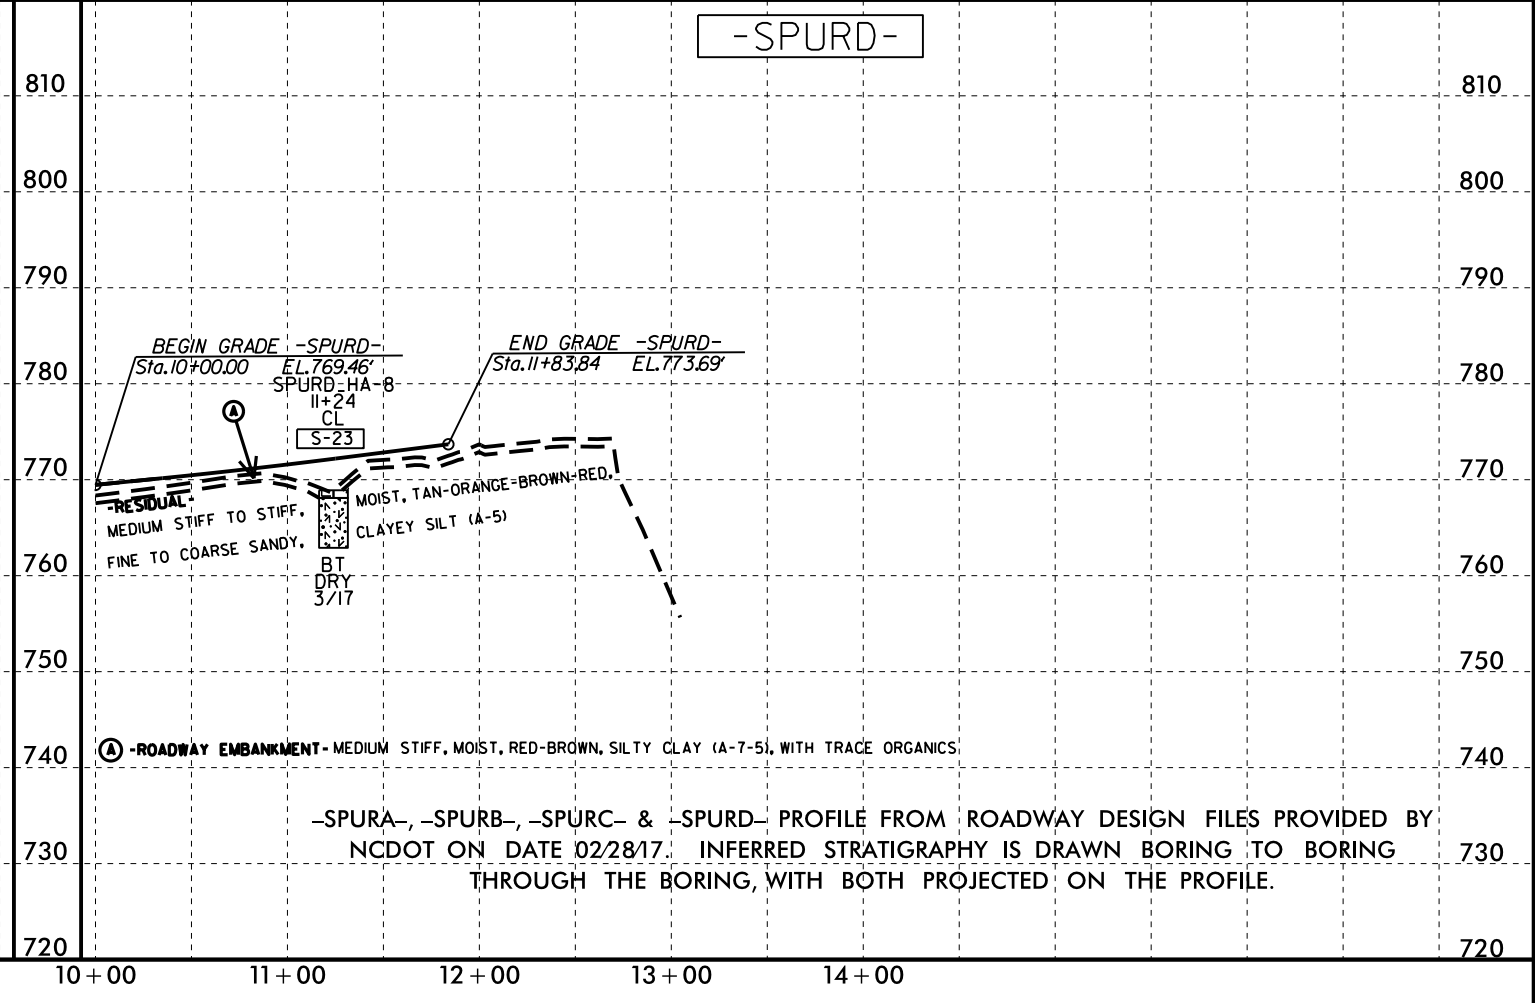 -SPURD-
810 810
800 800
790 790
BEGIN GRADE -SPURD-
Sta.10+00.00 EL.769.46'
END GRADE -SPURD-
Sta.11+83.84 EL.773.69'
780 780
SPURD_HA-8
11+24
CL
S-23
A
770 770
-RESIDUAL-
MEDIUM STIFF TO STIFF, MOIST, TAN-ORANGE-BROWN-RED,
FINE TO COARSE SANDY, CLAYEY SILT (A-5)
760 760
BT
DRY
3/17
750 750
A -ROADWAY EMBANKMENT- MEDIUM STIFF, MOIST, RED-BROWN, SILTY CLAY (A-7-5), WITH TRACE ORGANICS
740 740
–SPURA–, –SPURB–, –SPURC– & –SPURD– PROFILE FROM ROADWAY DESIGN FILES PROVIDED BY
NCDOT ON DATE 02/28/17. INFERRED STRATIGRAPHY IS DRAWN BORING TO BORING
730 730
THROUGH THE BORING, WITH BOTH PROJECTED ON THE PROFILE.
720 720
10+00 11+00 12+00 13+00 14+00